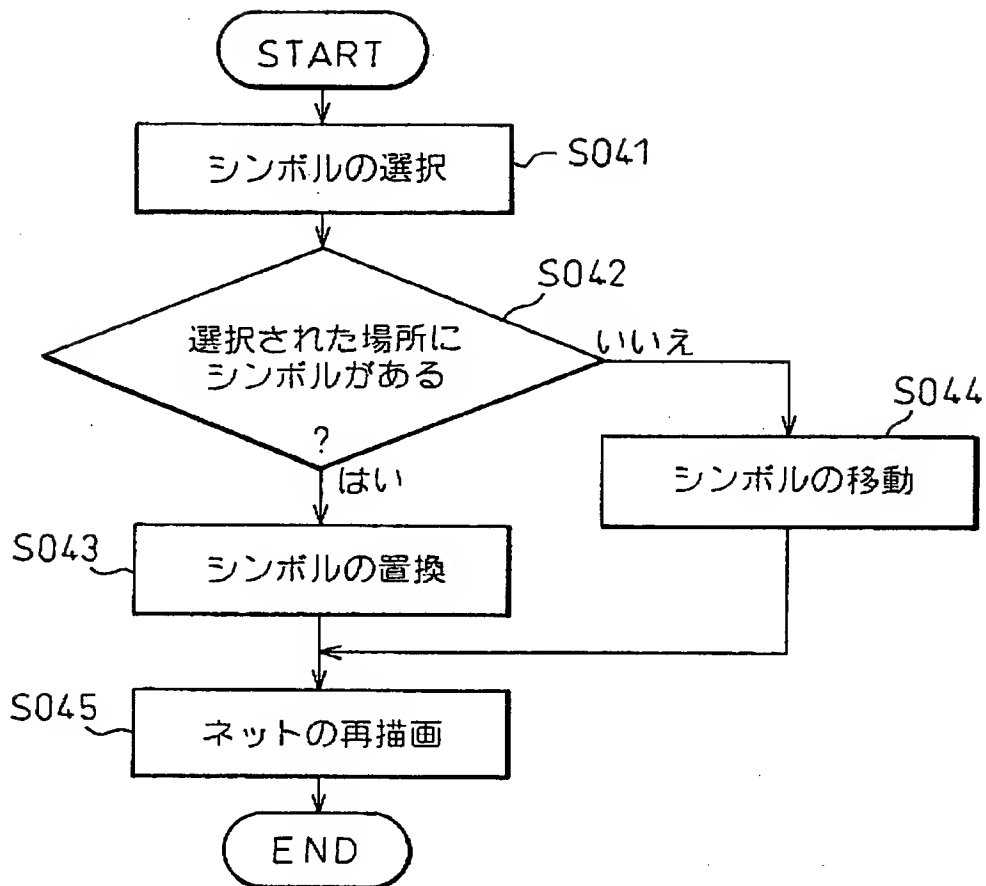 START
シンボルの選択
S041
S042
選択された場所に
シンボルがある
?
いいえ
はい
S044
シンボルの移動
S043
シンボルの置換
S045
ネットの再描画
END